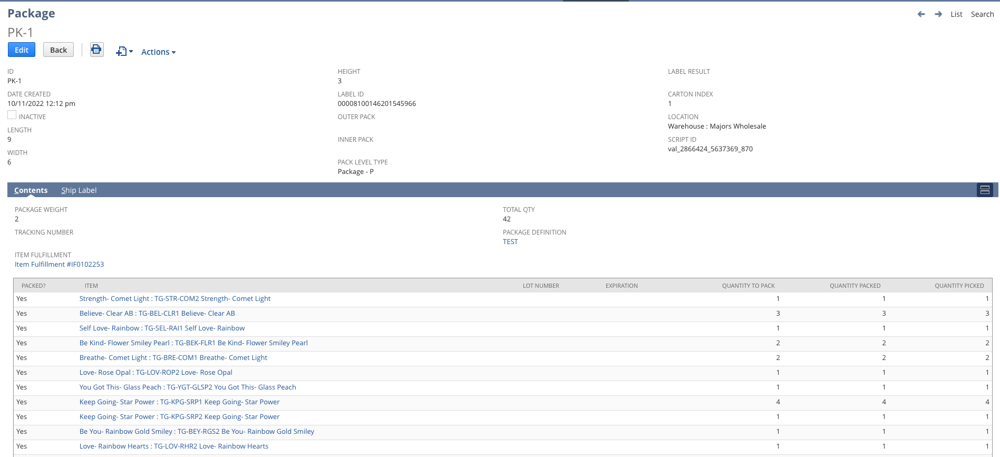 Package
List Search
PK-1
Edit Back Actions
ID
PK-1
DATE CREATED
10/11/2022 12:12 pm
INACTIVE
LENGTH
9
WIDTH
6
HEIGHT
3
LABEL ID
00008100146201545966
OUTER PACK
INNER PACK
PACK LEVEL TYPE
Package - P
LABEL RESULT
CARTON INDEX
1
LOCATION
Warehouse : Majors Wholesale
SCRIPT ID
val_2866424_5637369_870
Contents Ship Label
PACKAGE WEIGHT
2
TRACKING NUMBER
ITEM FULFILLMENT
Item Fulfillment #IF0102253
TOTAL QTY
42
PACKAGE DEFINITION
TEST
PACKED? ITEM LOT NUMBER EXPIRATION QUANTITY TO PACK QUANTITY PACKED QUANTITY PICKED
Yes Strength- Comet Light : TG-STR-COM2 Strength- Comet Light 1 1 1
Yes Believe- Clear AB : TG-BEL-CLR1 Believe- Clear AB 3 3 3
Yes Self Love- Rainbow : TG-SEL-RAI1 Self Love- Rainbow 1 1 1
Yes Be Kind- Flower Smiley Pearl : TG-BEK-FLR1 Be Kind- Flower Smiley Pearl 2 2 2
Yes Breathe- Comet Light : TG-BRE-COM1 Breathe- Comet Light 2 2 2
Yes Love- Rose Opal : TG-LOV-ROP2 Love- Rose Opal 1 1 1
Yes You Got This- Glass Peach : TG-YGT-GLSP2 You Got This- Glass Peach 1 1 1
Yes Keep Going- Star Power : TG-KPG-SRP1 Keep Going- Star Power 4 4 4
Yes Keep Going- Star Power : TG-KPG-SRP2 Keep Going- Star Power 1 1 1
Yes Be You- Rainbow Gold Smiley : TG-BEY-RGS2 Be You- Rainbow Gold Smiley 1 1 1
Yes Love- Rainbow Hearts : TG-LOV-RHR2 Love- Rainbow Hearts 1 1 1